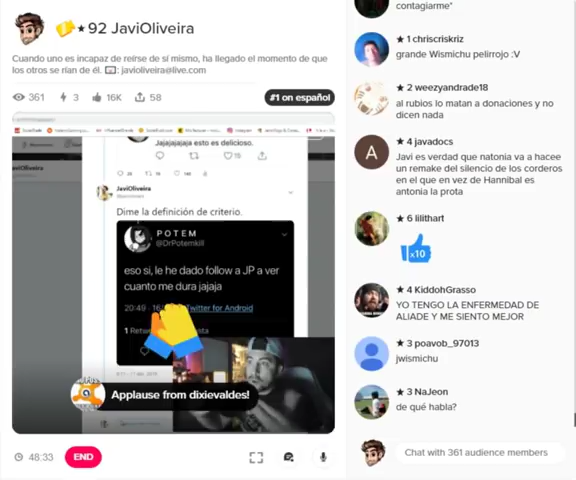 92 JaviOliveira
Cuando uno es incapaz de reírse de sí mismo, ha llegado el momento de que
los otros se rían de él. : javioliveira@live.com
361 3 16K 58 #1 on español
Jajajajaja esto es delicioso.
JaviOliveira
Dime la definición de criterio.
P O T E M
@DrPotemkill
eso si, le he dado follow a JP a ver
cuanto me dura jajaja
20:49
Twitter for Android
Applause from dixievaldes!
48:33 END
contagiarme"
1 chriscriskriz
grande Wismichu pelirrojo :V
2 weezyandrade18
al rubios lo matan a donaciones y no
dicen nada
A
4 javadocs
Javi es verdad que natonia va a hacee
un remake del silencio de los corderos
en el que en vez de Hannibal es
antonia la prota
6 lilithart
x10
4 KiddohGrasso
YO TENGO LA ENFERMEDAD DE
ALIADE Y ME SIENTO MEJOR
3 poavob_97013
jwismichu
3 NaJeon
de qué habla?
Chat with 361 audience members